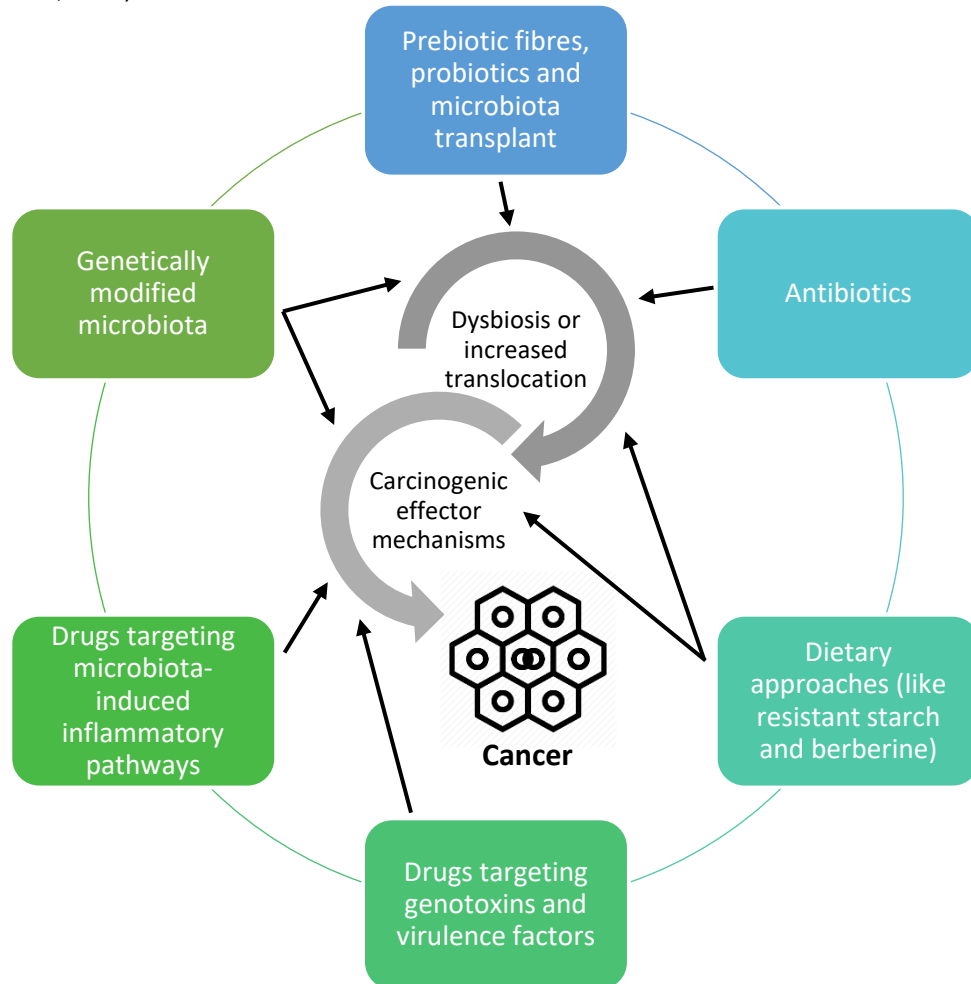 Prebiotic fibres,
probiotics and
microbiota
transplant
Genetically
modified
microbiota
Antibiotics
Dysbiosis or
increased
translocation
Carcinogenic
effector
mechanisms
Drugs targeting
microbiota-
induced
inflammatory
pathways
Dietary
approaches (like
resistant starch
and berberine)
Cancer
Drugs targeting
genotoxins and
virulence factors